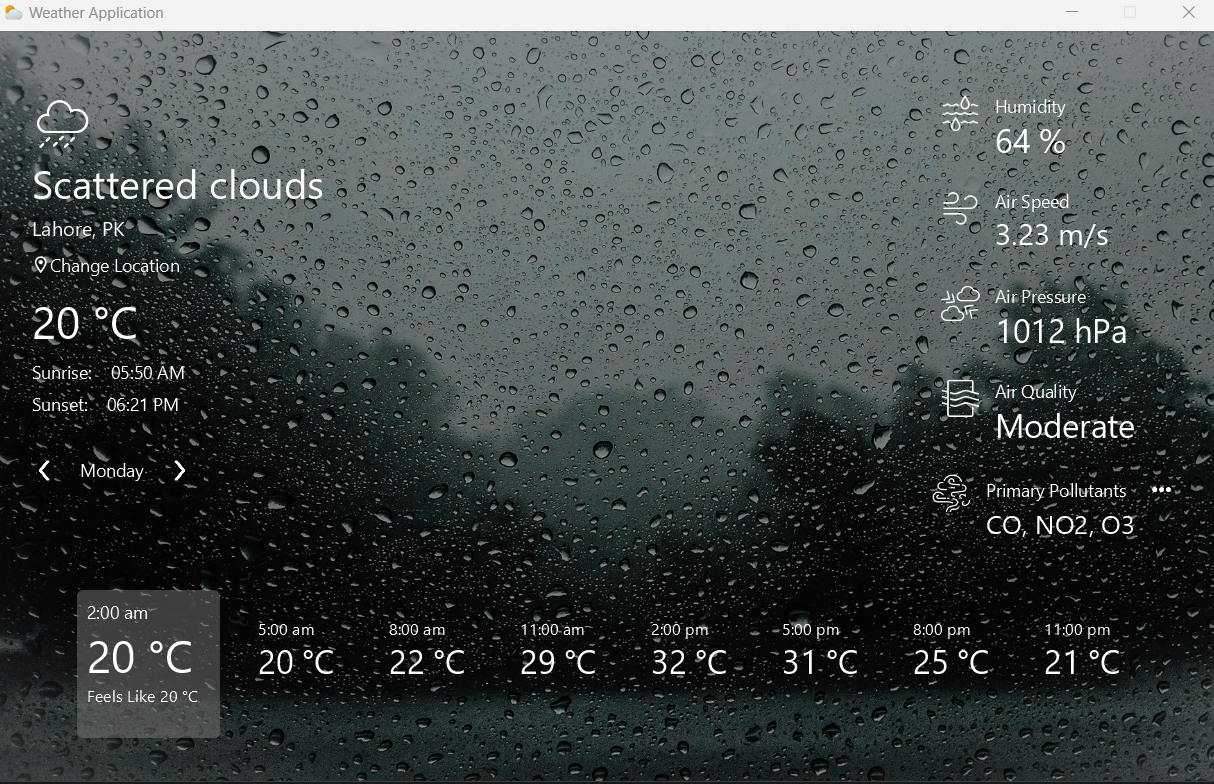 Weather Application
Scattered clouds
Lahore, PK
Change Location
20 °C
Sunrise: 05:50 AM
Sunset: 06:21 PM
Monday
Humidity
64 %
Air Speed
3.23 m/s
Air Pressure
1012 hPa
Air Quality
Moderate
Primary Pollutants •••
CO, NO2, O3
2:00 am
20 °C
Feels Like 20 °C
5:00 am
20 °C
8:00 am
22 °C
11:00 am
29 °C
2:00 pm
32 °C
5:00 pm
31 °C
8:00 pm
25 °C
11:00 pm
21 °C